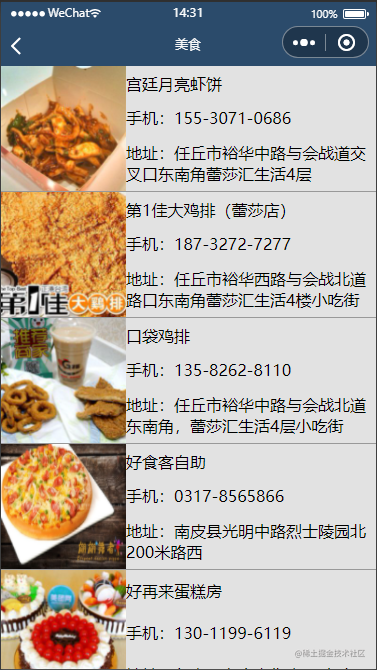 WeChat 14:31 100%
美食
宫廷月亮虾饼
手机：155-3071-0686
地址：任丘市裕华中路与会战道交
叉口东南角蕾莎汇生活4层
第1佳大鸡排（蕾莎店）
手机：187-3272-7277
地址：任丘市裕华西路与会战北道
路口东南角蕾莎汇生活4楼小吃街
第1佳大鸡排
口袋鸡排
手机：135-8262-8110
地址：任丘市裕华中路与会战北道
东南角，蕾莎汇生活4层小吃街
好食客自助
手机：0317-8565866
地址：南皮县光明中路烈士陵园北
200米路西
好再来蛋糕房
手机：130-1199-6119
@稀土掘金技术社区